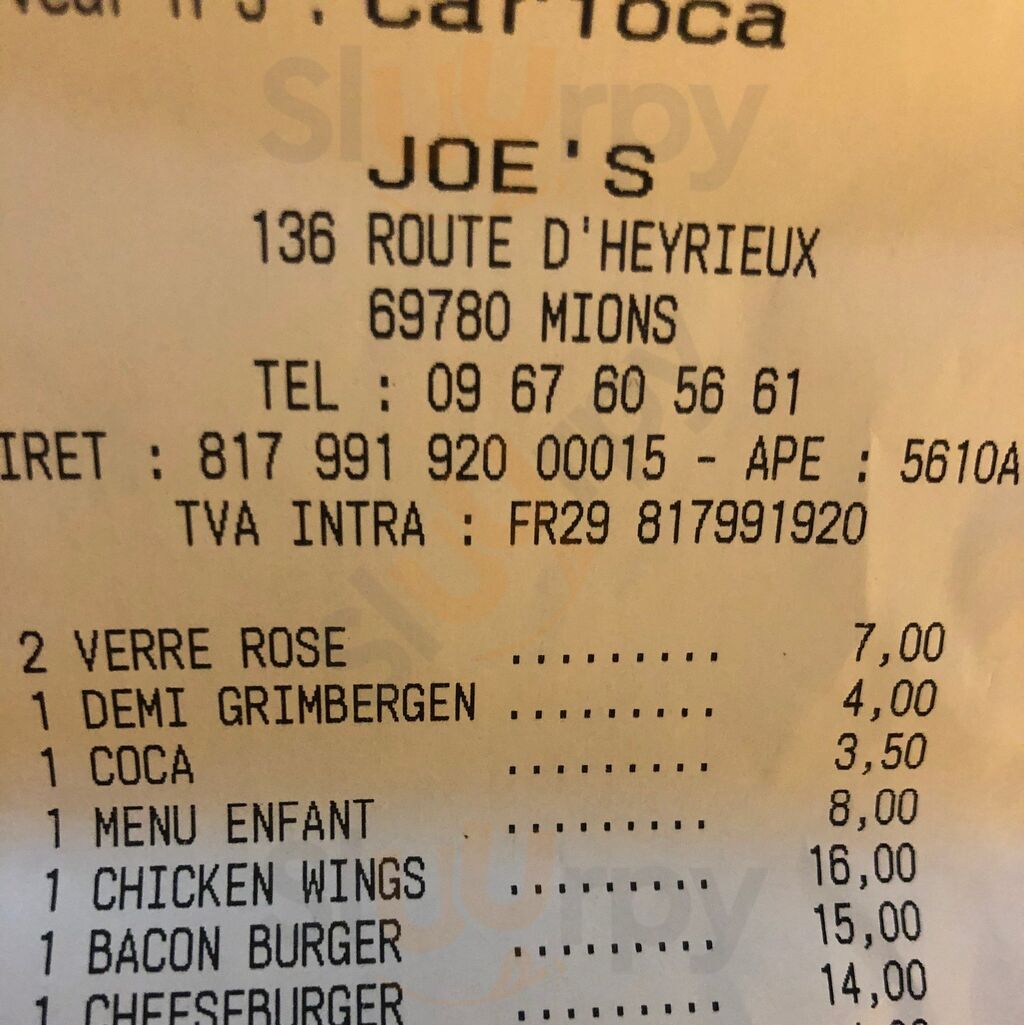 Carioca
JOE'S
136 ROUTE D'HEYRIEUX
69780 MIONS
TEL : 09 67 60 56 61
IRET : 817 991 920 00015 - APE : 5610A
TVA INTRA : FR29 817991920
2 VERRE ROSE ......... 7,00
1 DEMI GRIMBERGEN ......... 4,00
1 COCA ......... 3,50
1 MENU ENFANT ......... 8,00
1 CHICKEN WINGS ......... 16,00
1 BACON BURGER ......... 15,00
1 CHEESEBURGER ......... 14,00
Sluurpy
Sluurpy
Sluurpy